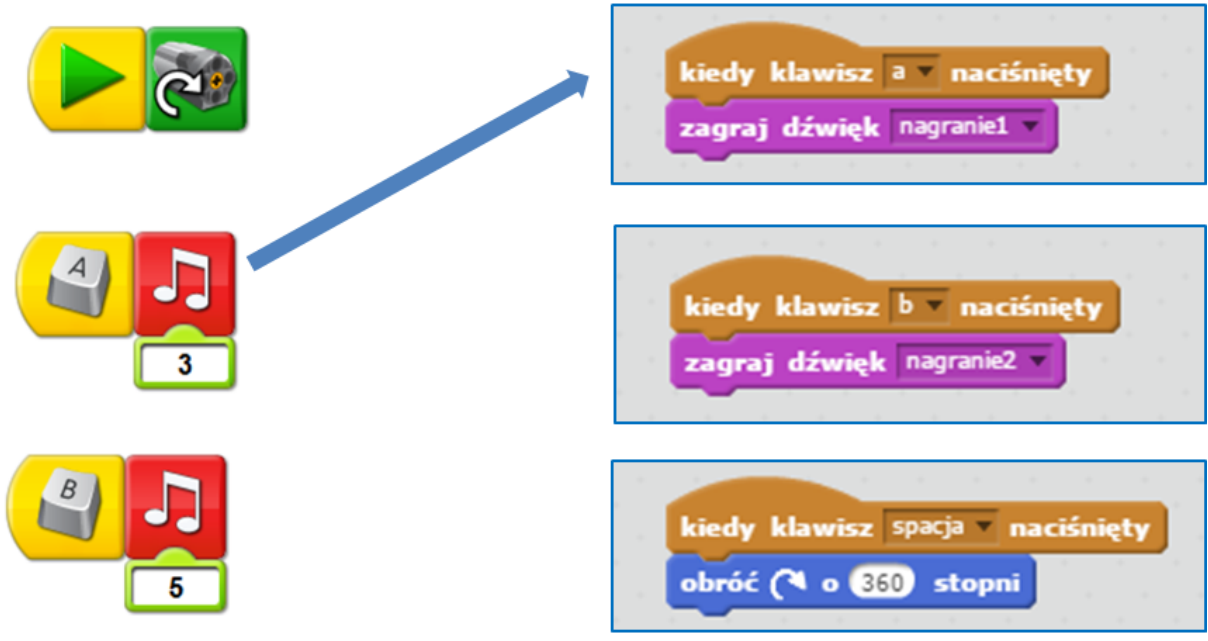 A
3
B
5
kiedy klawisz a naciśnięty
zagraj dźwięk nagranie1
kiedy klawisz b naciśnięty
zagraj dźwięk nagranie2
kiedy klawisz spacja naciśnięty
obróć o 360 stopni